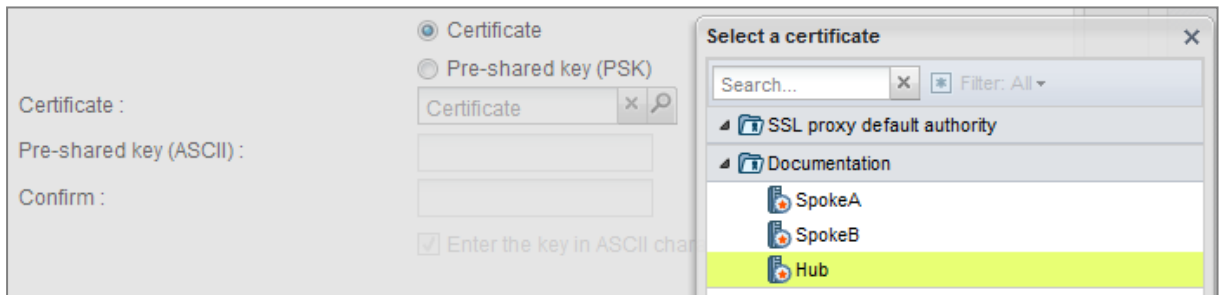 Certificate
Pre-shared key (PSK)
Certificate :
Certificate
Pre-shared key (ASCII) :
Confirm :
Enter the key in ASCII char
Select a certificate
Search...
Filter: All
SSL proxy default authority
Documentation
SpokeA
SpokeB
Hub